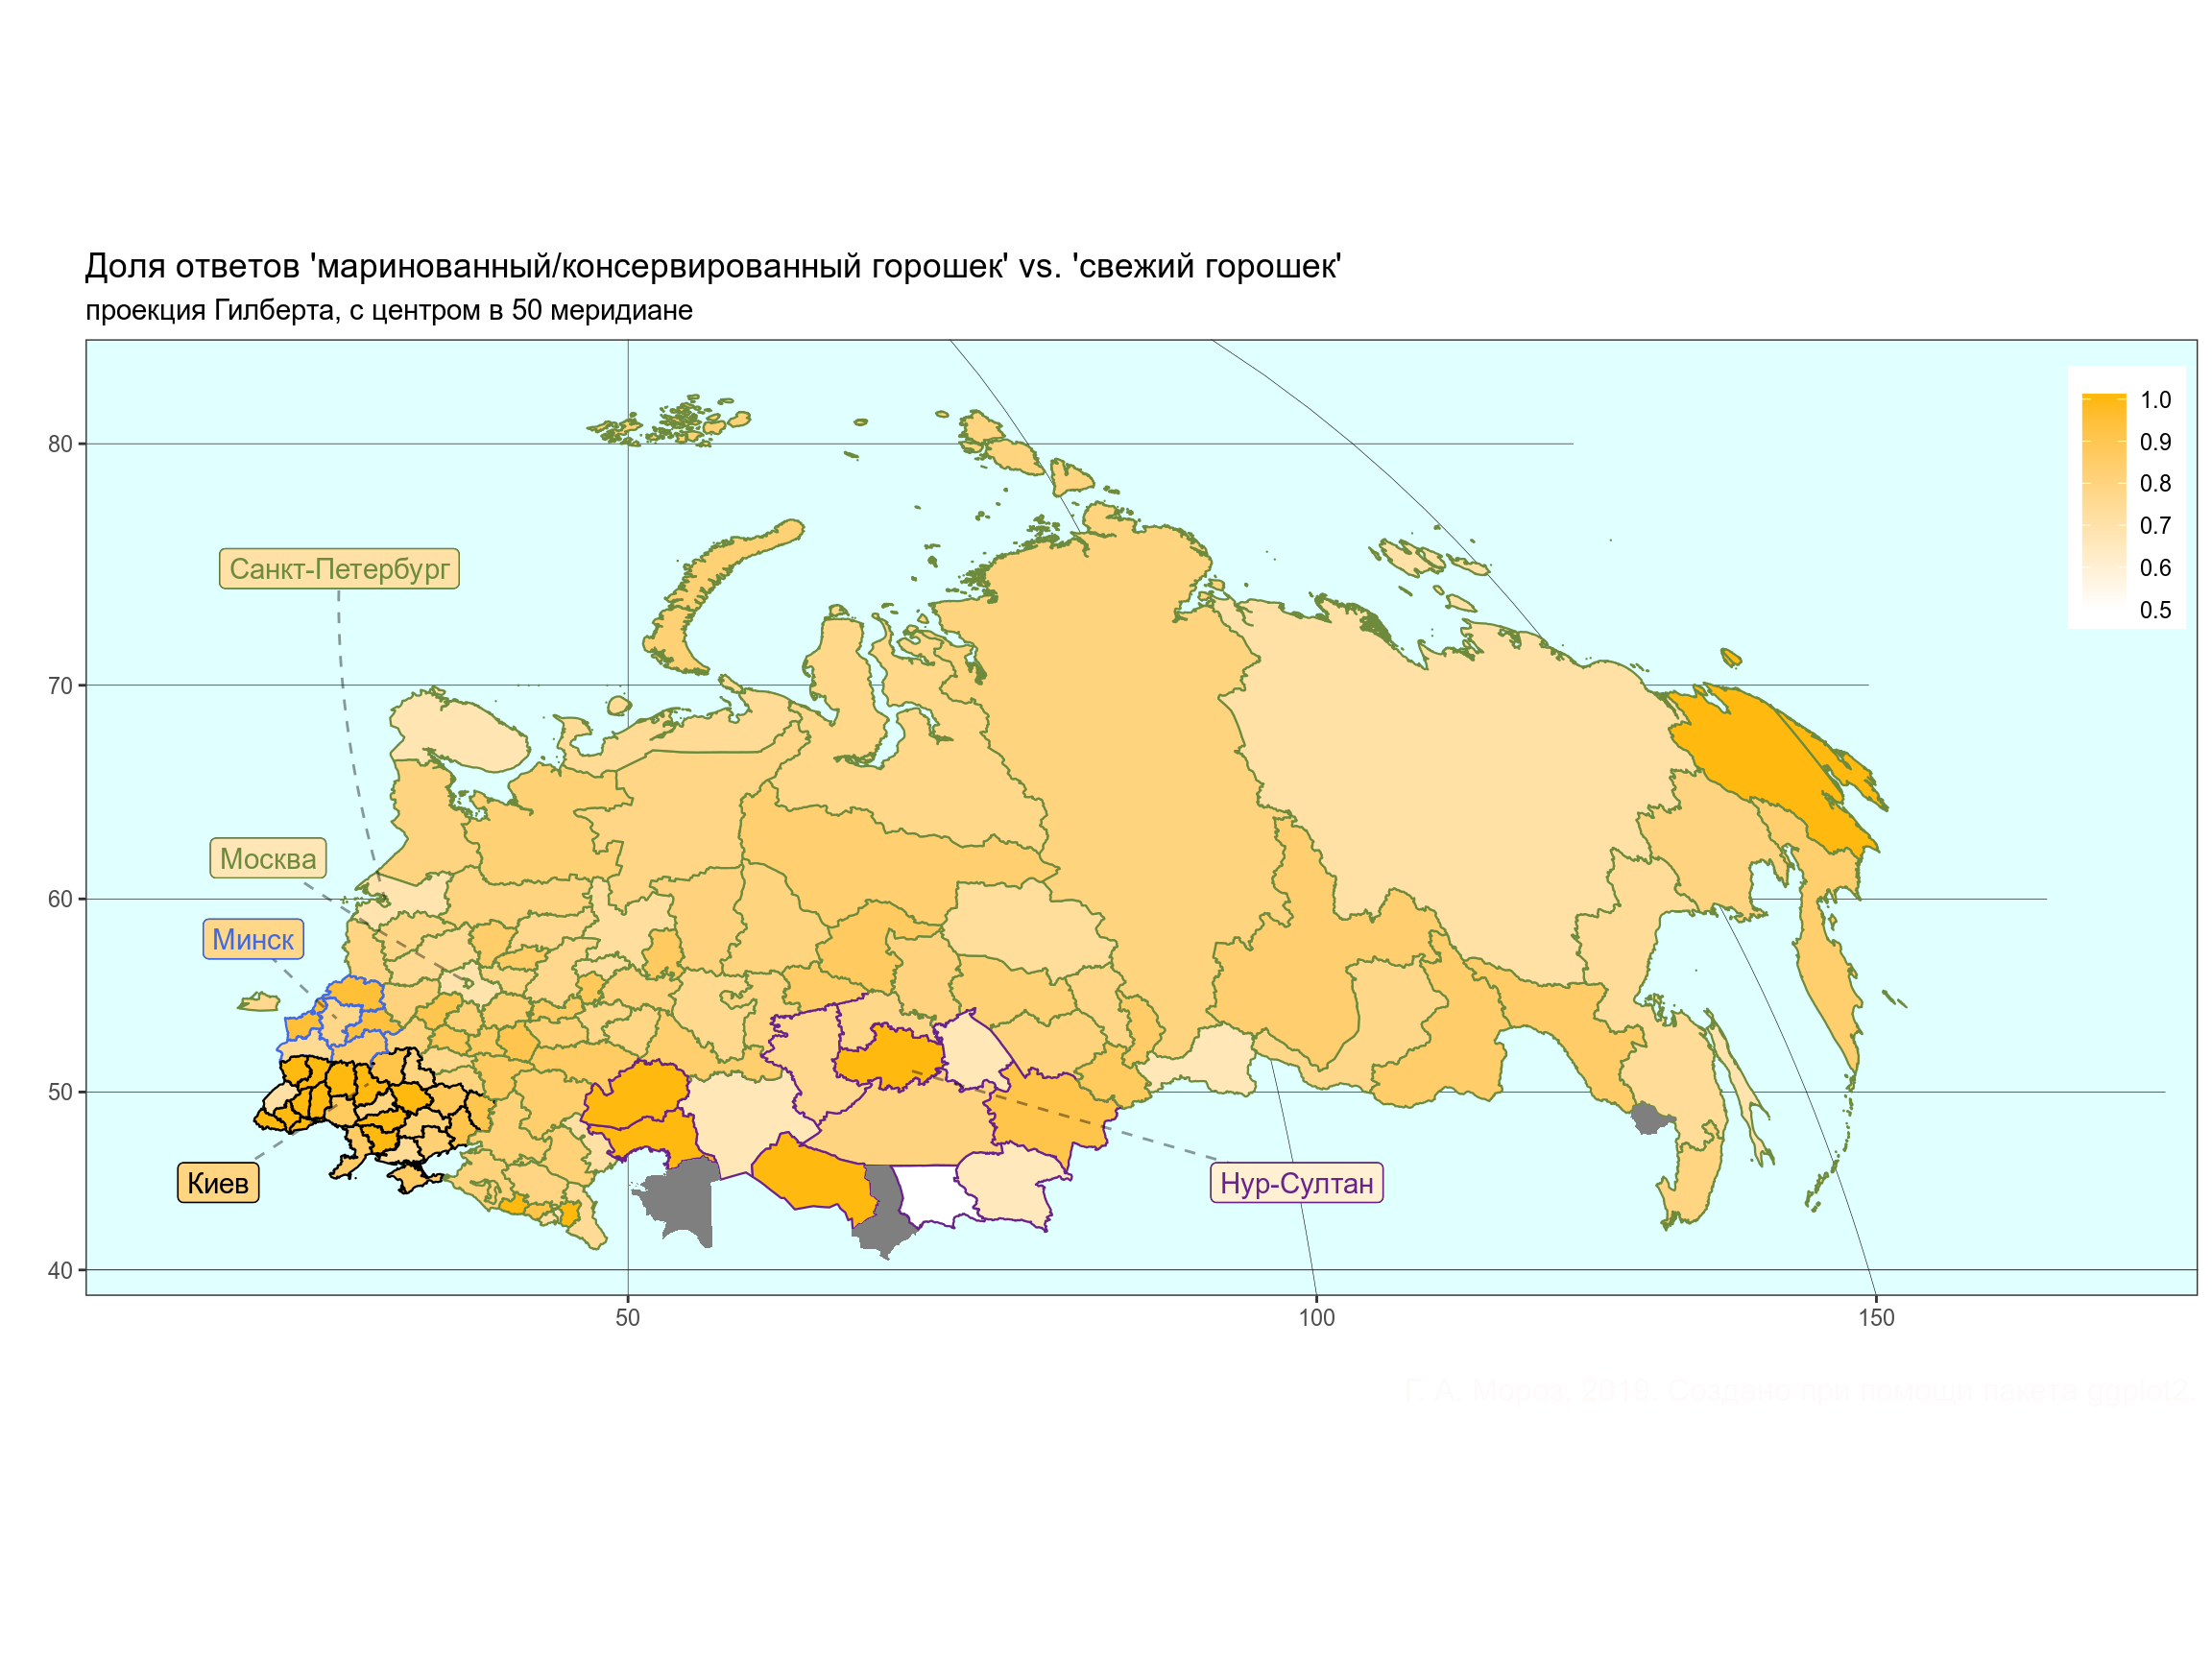 Доля ответов 'маринованный/консервированный горошек' vs. 'свежий горошек'
проекция Гилберта, с центром в 50 меридиане
1.0
0.9
0.8
0.7
0.6
0.5
80
70
60
50
40
Санкт-Петербург
Москва
Минск
Киев
Нур-Султан
50
100
150
Г. А. Мороз, 2019. Создано при помощи пакета ggplot2.